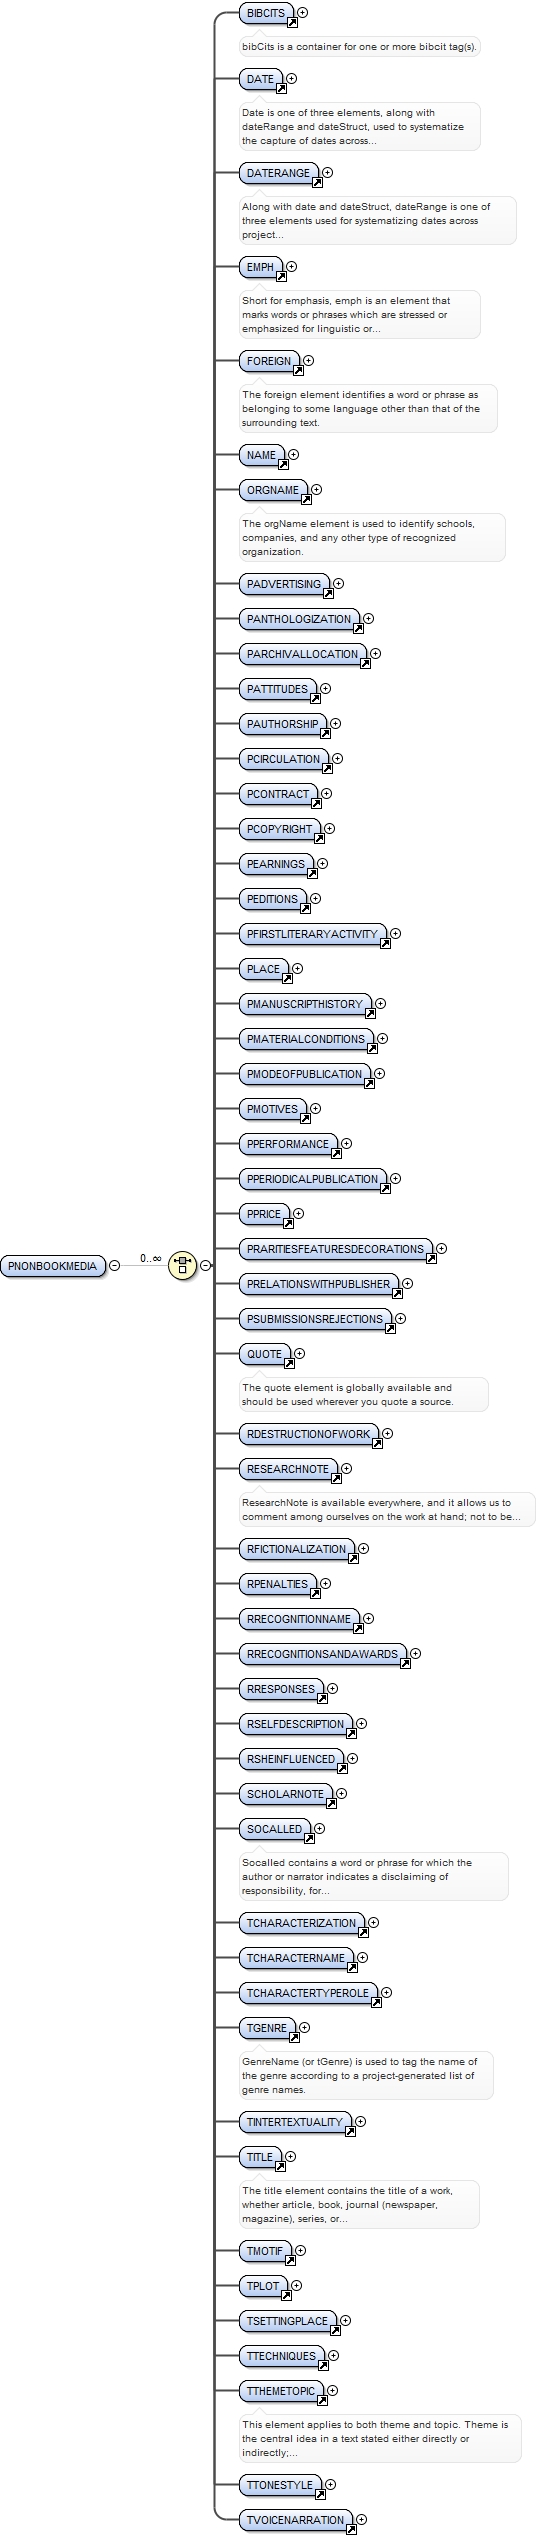 BIBCITS
bibCits is a container for one or more bibcit tag(s).
DATE
Date is one of three elements, along with
dateRange and dateStruct, used to systematize
the capture of dates across...
DATERANGE
Along with date and dateStruct, dateRange is one of
three elements used for systematizing dates across
project...
EMPH
Short for emphasis, emph is an element that
marks words or phrases which are stressed or
emphasized for linguistic or...
FOREIGN
The foreign element identifies a word or phrase as
belonging to some language other than that of the
surrounding text.
NAME
ORGNAME
The orgName element is used to identify schools,
companies, and any other type of recognized
organization.
PADVERTISING
PANTHOLOGIZATION
PARCHIVALLOCATION
PATTITUDES
PAUTHORSHIP
PCIRCULATION
PCONTRACT
PCOPYRIGHT
PEARNINGS
PEDITIONS
PFIRSTLITERARYACTIVITY
PLACE
PMANUSCRIPTHISTORY
PMATERIALCONDITIONS
PMODEOFPUBLICATION
PMOTIVES
PPERFORMANCE
PPERIODICALPUBLICATION
PPRICE
PRARITIESFEATURESDECORATIONS
PNONBOOKMEDIA 0..∞
PRELATIONSWITHPUBLISHER
PSUBMISSIONSREJECTIONS
QUOTE
The quote element is globally available and
should be used wherever you quote a source.
RDESTRUCTIONOFWORK
RESEARCHNOTE
ResearchNote is available everywhere, and it allows us to
comment among ourselves on the work at hand; not to be...
RFICTIONALIZATION
RPENALTIES
RRECOGNITIONNAME
RRECOGNITIONSANDAWARDS
RRESPONSES
RSELFDESCRIPTION
RSHEINFLUENCED
SCHOLARNOTE
SOCALLED
Socalled contains a word or phrase for which the
author or narrator indicates a disclaiming of
responsibility, for...
TCHARACTERIZATION
TCHARACTERNAME
TCHARACTERTYPEROLE
TGENRE
GenreName (or tGenre) is used to tag the name of
the genre according to a project-generated list of
genre names.
TINTERTEXTUALITY
TITLE
The title element contains the title of a work,
whether article, book, journal (newspaper,
magazine), series, or...
TMOTIF
TPLOT
TSETTINGPLACE
TTECHNIQUES
TTHEMETOPIC
This element applies to both theme and topic. Theme is
the central idea in a text stated either directly or
indirectly;...
TTONESTYLE
TVOICENARRATION